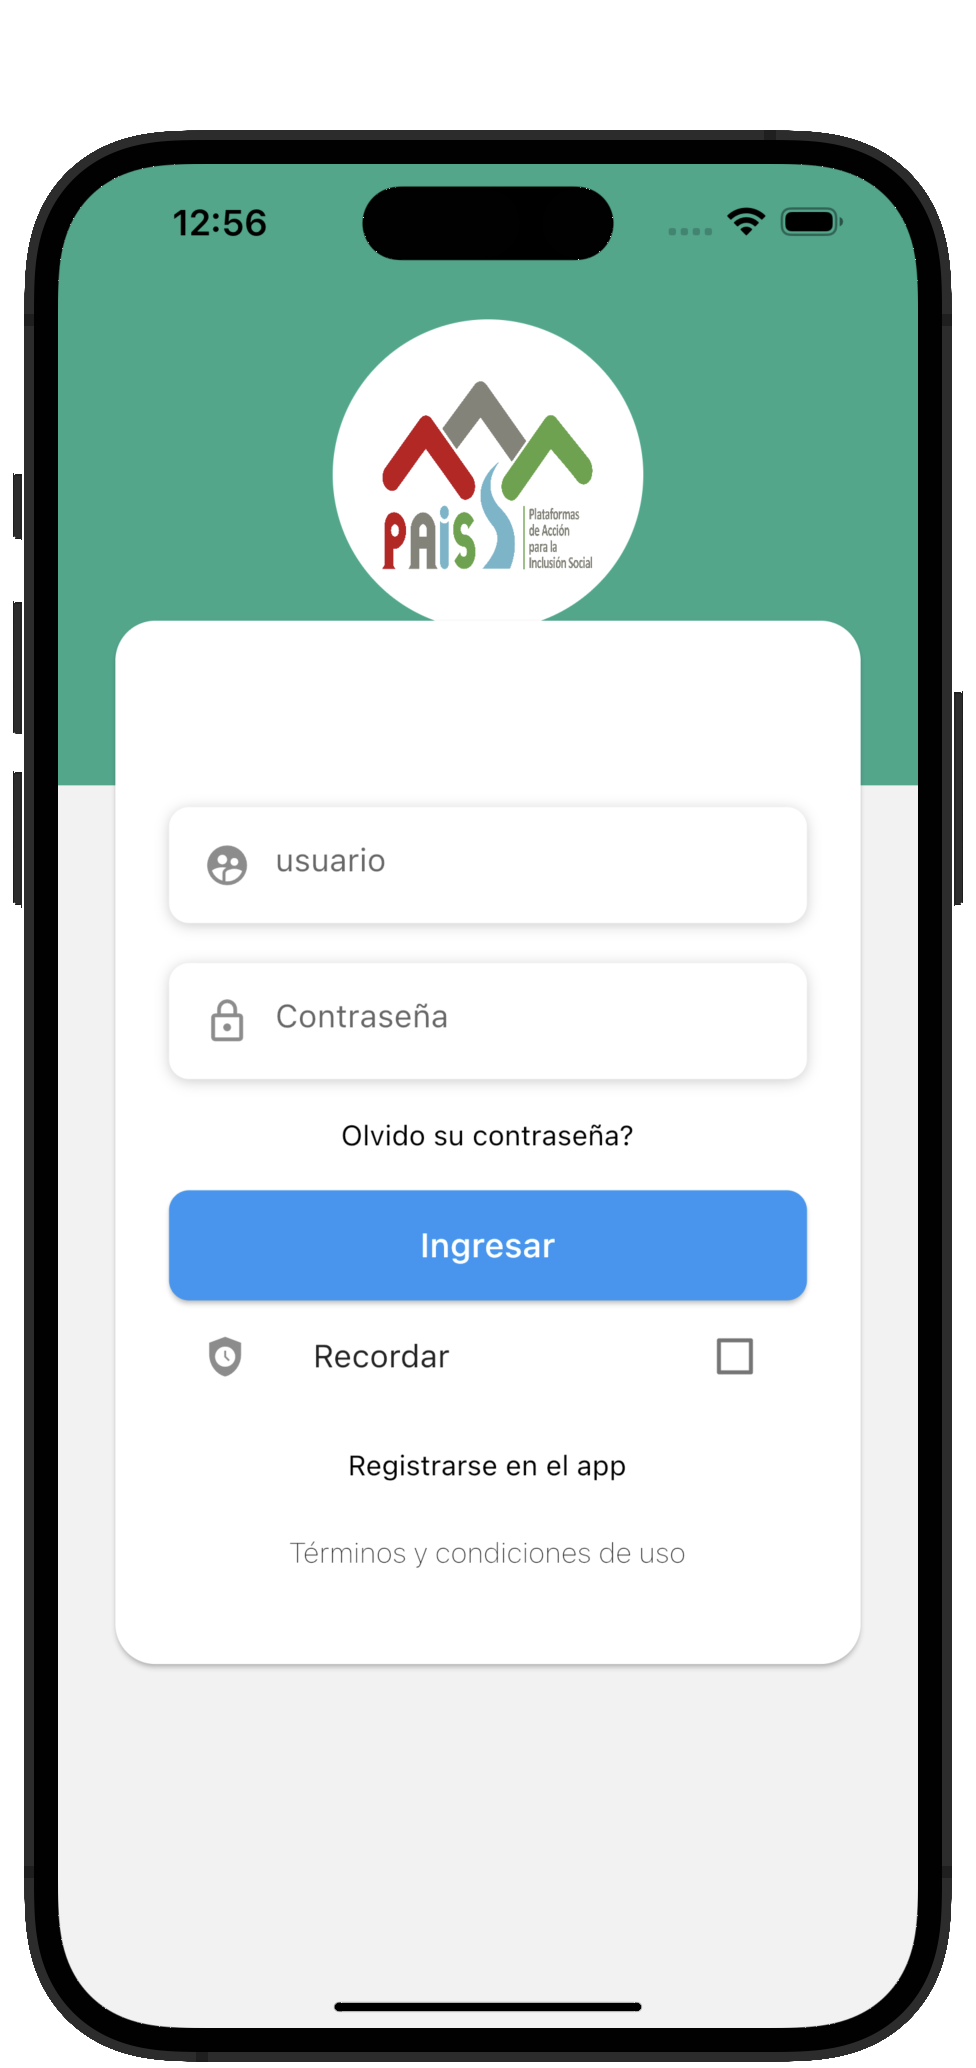 12:56
PAIS
Plataformas
de Acción
para la
Inclusión Social
usuario
Contraseña
Olvido su contraseña?
Ingresar
Recordar
Registrarse en el app
Términos y condiciones de uso